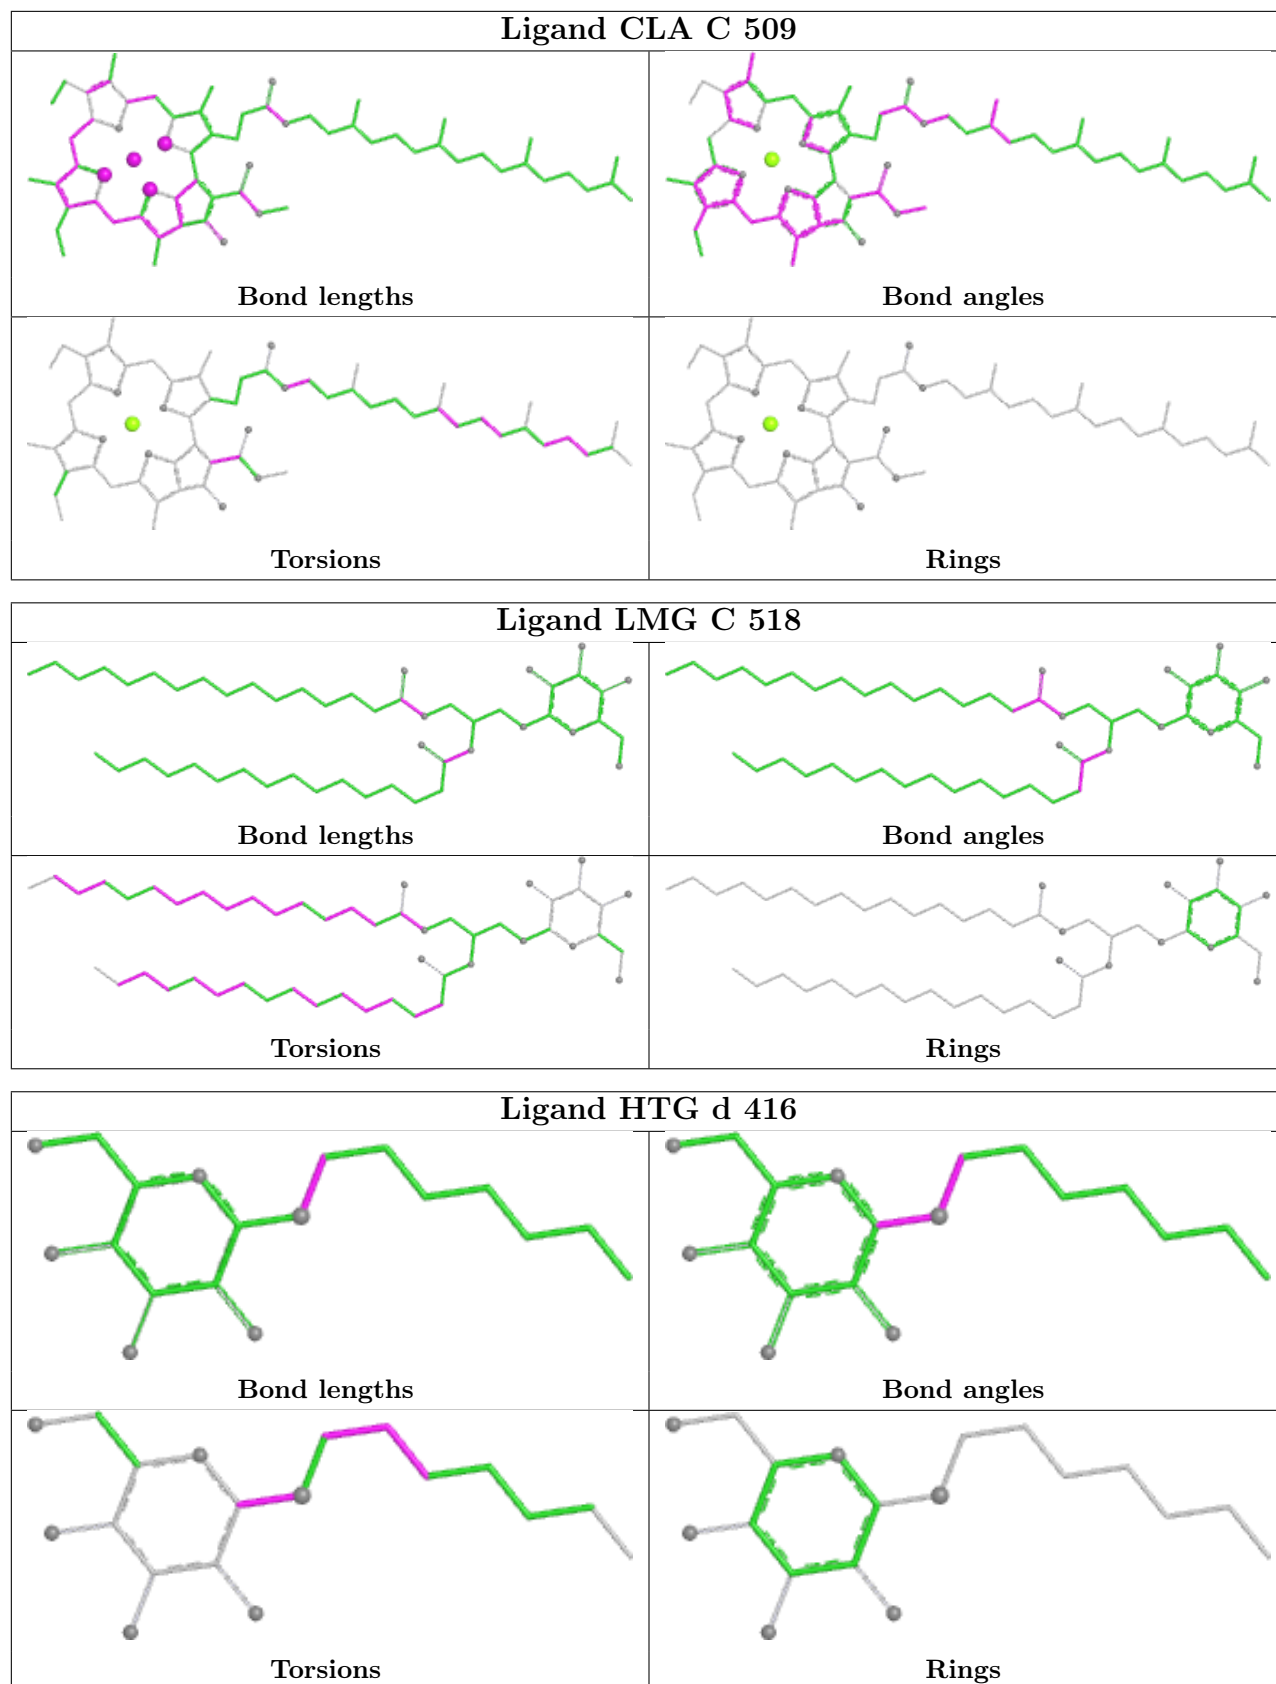 Ligand CLA C 509
Bond lengths
Bond angles
Torsions
Rings
Ligand LMG C 518
Bond lengths
Bond angles
Torsions
Rings
Ligand HTG d 416
Bond lengths
Bond angles
Torsions
Rings